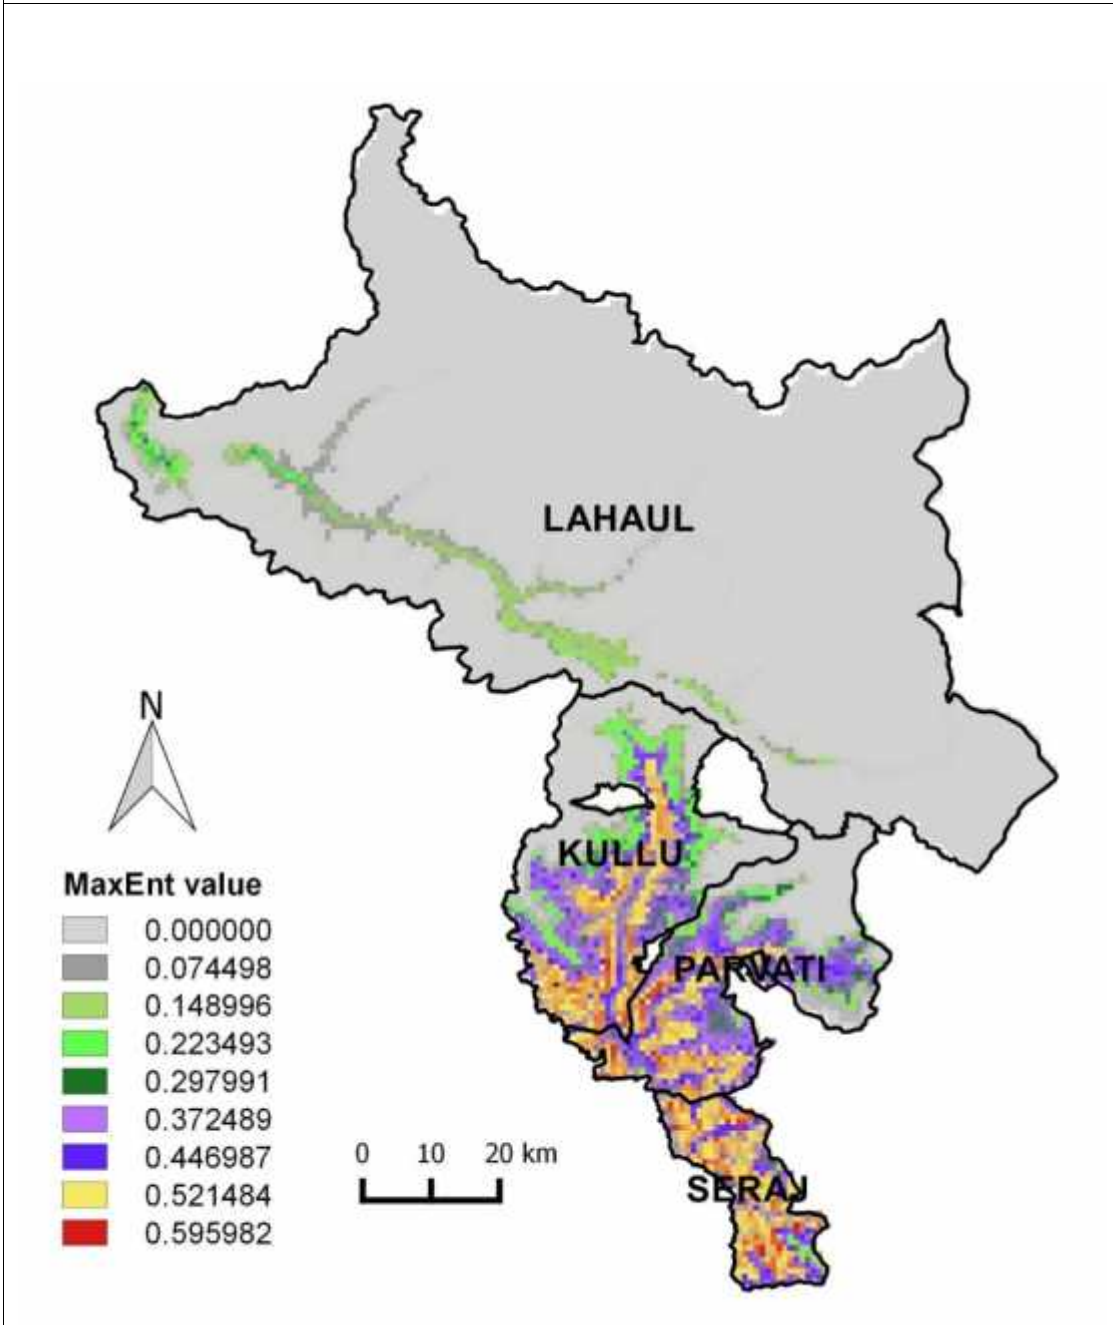 LAHAUL
N
KULLU
MaxEnt value
0.000000
0.074498
0.148996
0.223493
0.297991
0.372489
0.446987
0.521484
0.595982
PARVATI
0 10 20 km
SERAJ